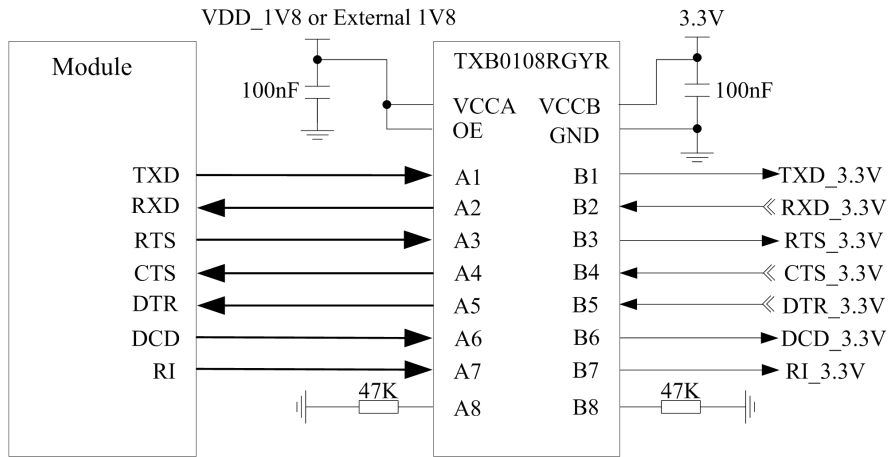 VDD_1V8 or External 1V8
3.3V
Module
TXB0108RGYR
100nF
100nF
VCCA
VCCB
OE
GND
TXD
A1
B1
TXD_3.3V
RXD
A2
B2
RXD_3.3V
RTS
A3
B3
RTS_3.3V
CTS
A4
B4
CTS_3.3V
DTR
A5
B5
DTR_3.3V
DCD
A6
B6
DCD_3.3V
RI
A7
B7
RI_3.3V
47K
A8
B8
47K